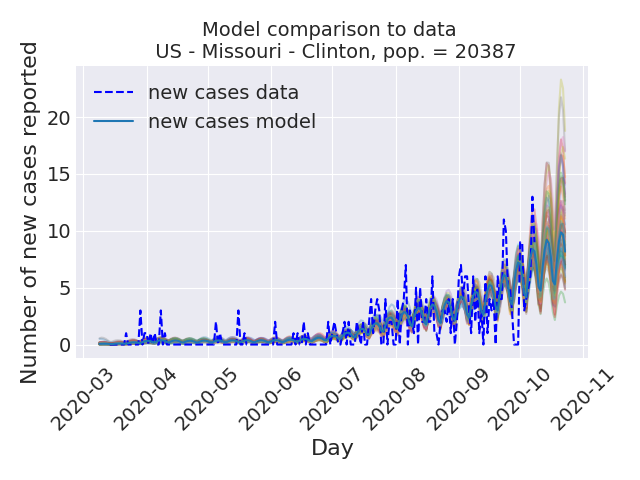 Model comparison to data
US - Missouri - Clinton, pop. = 20387
Number of new cases reported
20
15
10
5
0
new cases data
new cases model
2020-03
2020-04
2020-05
2020-06
2020-07
2020-08
2020-09
2020-10
2020-11
Day